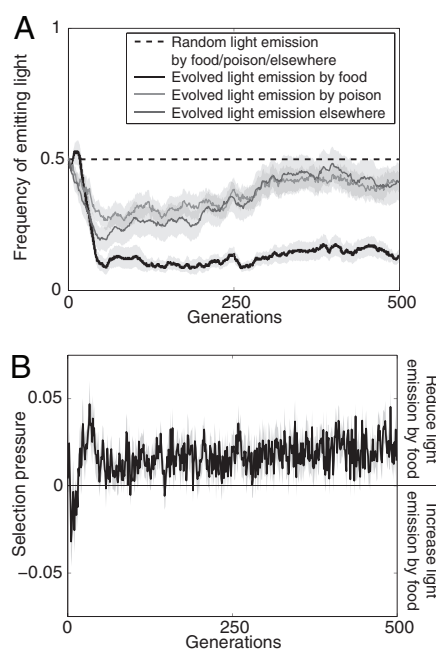 A
1
Random light emission
by food/poison/elsewhere
Evolved light emission by food
Evolved light emission by poison
Evolved light emission elsewhere
Frequency of emitting light
0.5
0
0
250
500
Generations
B
0.05
0
-0.05
Selection pressure
Reduce light
emission by food
Increase light
emission by food
0
250
500
Generations